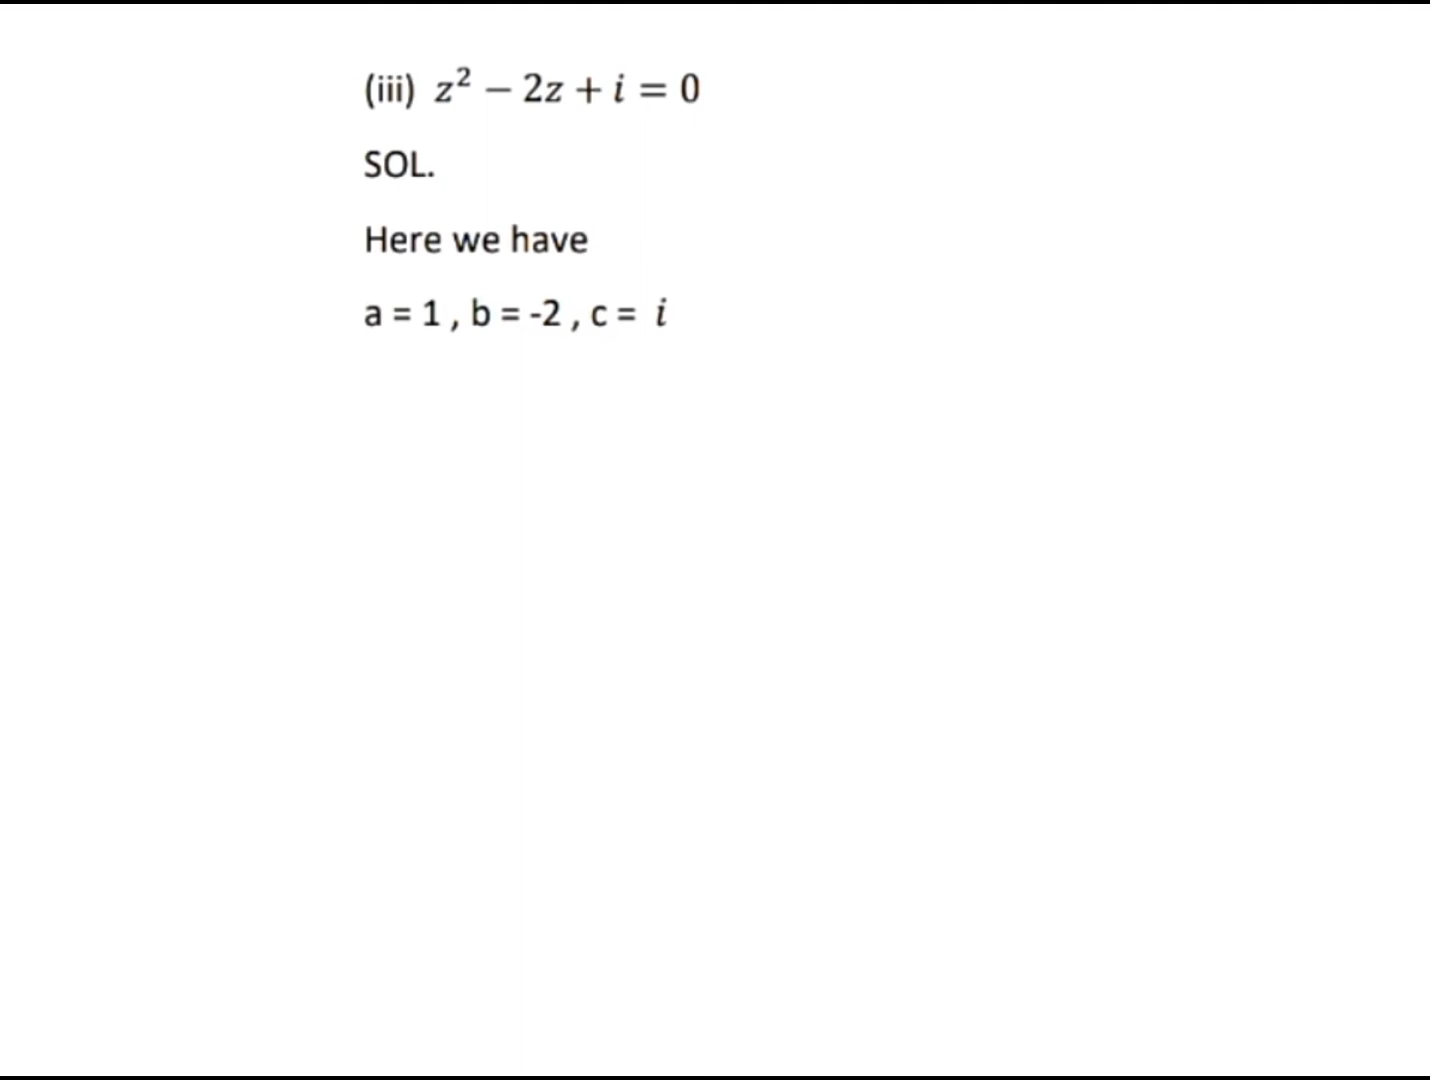 (iii) z² − 2z + i = 0
SOL.
Here we have
a = 1 , b = -2 , c = i